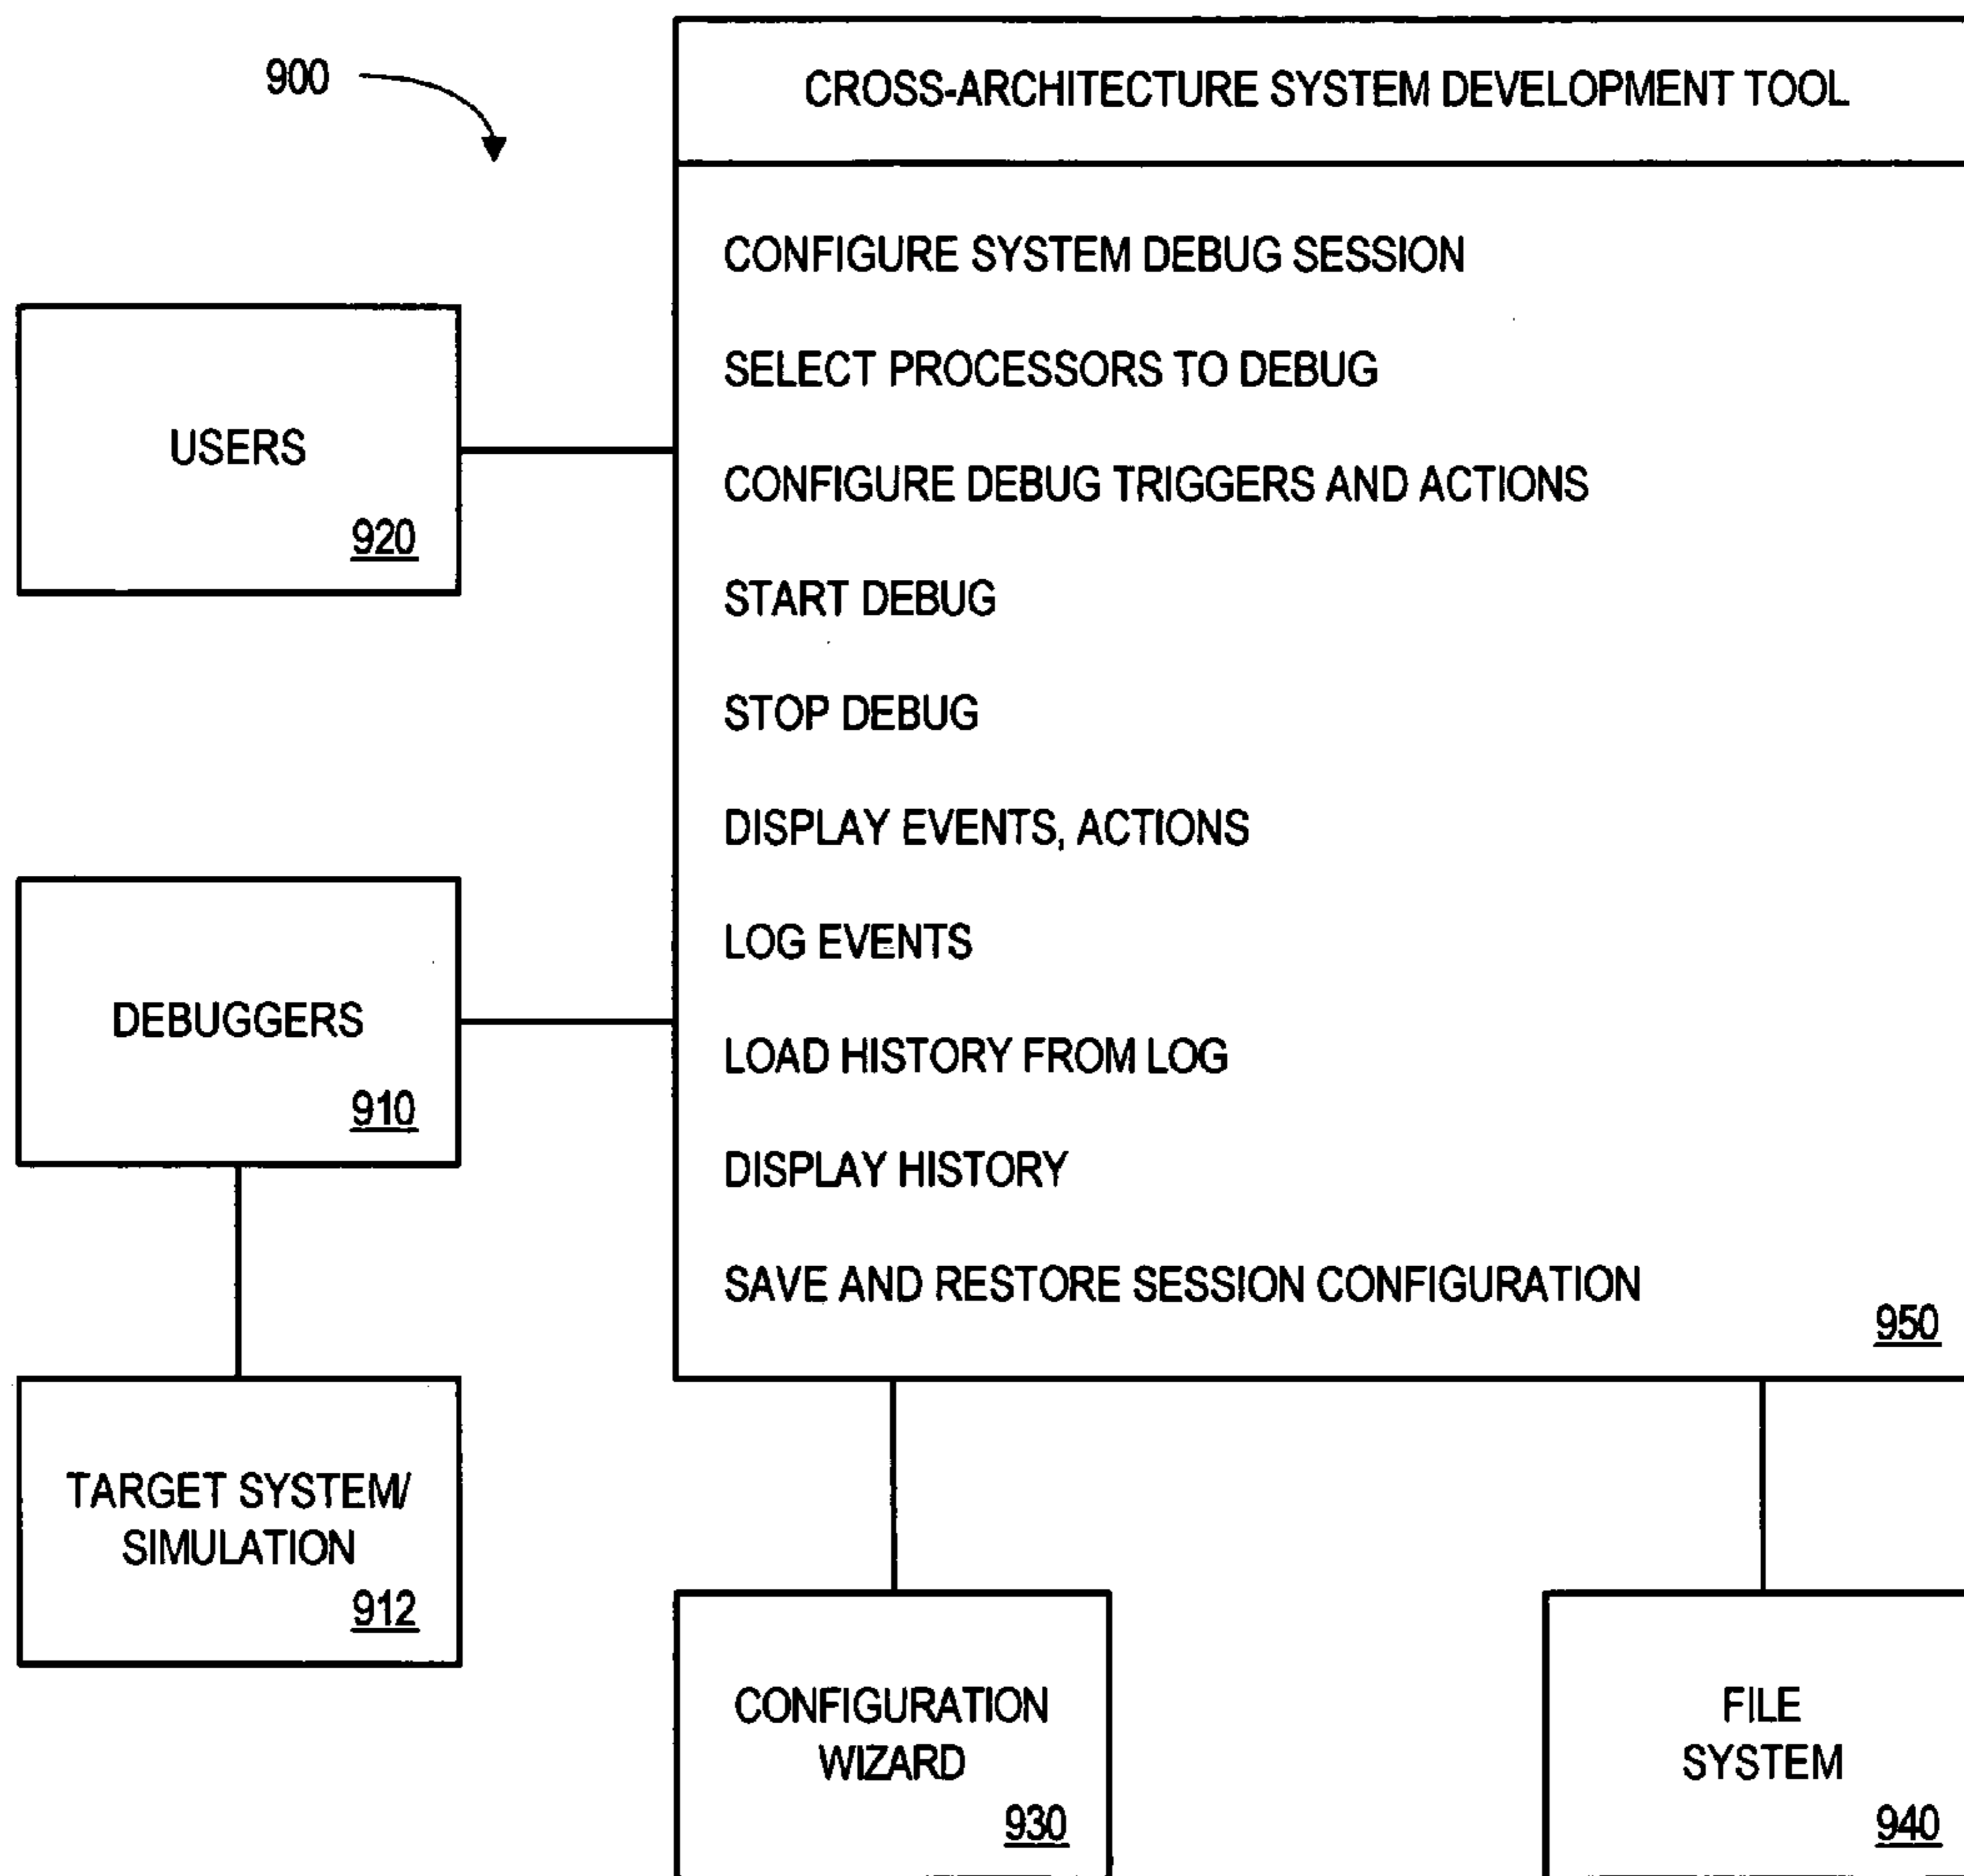 900
CROSS-ARCHITECTURE SYSTEM DEVELOPMENT TOOL
CONFIGURE SYSTEM DEBUG SESSION
SELECT PROCESSORS TO DEBUG
CONFIGURE DEBUG TRIGGERS AND ACTIONS
START DEBUG
STOP DEBUG
DISPLAY EVENTS, ACTIONS
LOG EVENTS
LOAD HISTORY FROM LOG
DISPLAY HISTORY
SAVE AND RESTORE SESSION CONFIGURATION
950
USERS
920
DEBUGGERS
910
TARGET SYSTEM/
SIMULATION
912
CONFIGURATION
WIZARD
930
FILE
SYSTEM
940